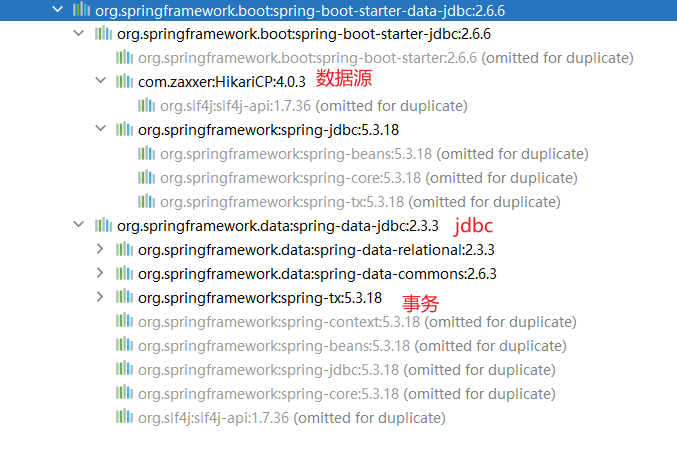 org.springframework.boot:spring-boot-starter-data-jdbc:2.6.6
org.springframework.boot:spring-boot-starter-jdbc:2.6.6
org.springframework.boot:spring-boot-starter:2.6.6 (omitted for duplicate)
com.zaxxer:HikariCP:4.0.3 数据源
org.slf4j:slf4j-api:1.7.36 (omitted for duplicate)
org.springframework:spring-jdbc:5.3.18
org.springframework:spring-beans:5.3.18 (omitted for duplicate)
org.springframework:spring-core:5.3.18 (omitted for duplicate)
org.springframework:spring-tx:5.3.18 (omitted for duplicate)
org.springframework.data:spring-data-jdbc:2.3.3 jdbc
org.springframework.data:spring-data-relational:2.3.3
org.springframework.data:spring-data-commons:2.6.3
org.springframework:spring-tx:5.3.18 事务
org.springframework:spring-context:5.3.18 (omitted for duplicate)
org.springframework:spring-beans:5.3.18 (omitted for duplicate)
org.springframework:spring-jdbc:5.3.18 (omitted for duplicate)
org.springframework:spring-core:5.3.18 (omitted for duplicate)
org.slf4j:slf4j-api:1.7.36 (omitted for duplicate)